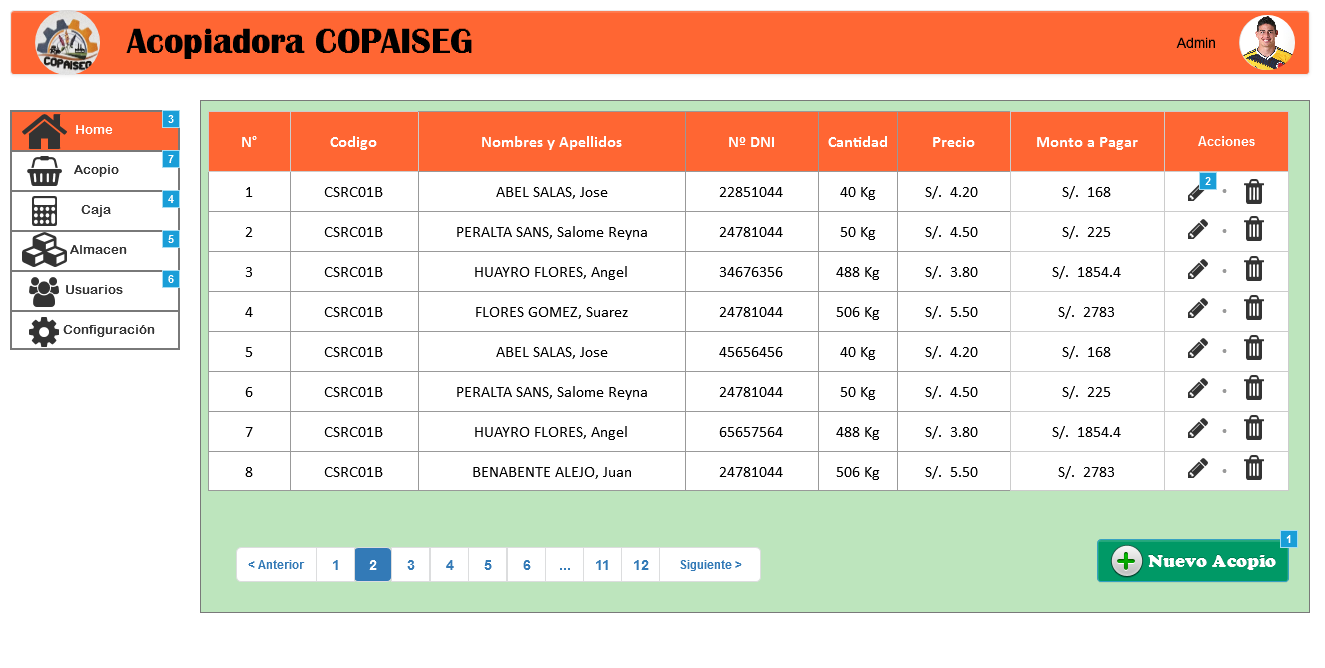 COPAISEG
Acopiadora COPAISEG
Admin
Home 3
Acopio 7
Caja 4
Almacen 5
Usuarios 6
Configuración
N° Codigo Nombres y Apellidos Nº DNI Cantidad Precio Monto a Pagar Acciones
1 CSRC01B ABEL SALAS, Jose 22851044 40 Kg S/. 4.20 S/. 168 2
2 CSRC01B PERALTA SANS, Salome Reyna 24781044 50 Kg S/. 4.50 S/. 225
3 CSRC01B HUAYRO FLORES, Angel 34676356 488 Kg S/. 3.80 S/. 1854.4
4 CSRC01B FLORES GOMEZ, Suarez 24781044 506 Kg S/. 5.50 S/. 2783
5 CSRC01B ABEL SALAS, Jose 45656456 40 Kg S/. 4.20 S/. 168
6 CSRC01B PERALTA SANS, Salome Reyna 24781044 50 Kg S/. 4.50 S/. 225
7 CSRC01B HUAYRO FLORES, Angel 65657564 488 Kg S/. 3.80 S/. 1854.4
8 CSRC01B BENABENTE ALEJO, Juan 24781044 506 Kg S/. 5.50 S/. 2783
< Anterior 1 2 3 4 5 6 ... 11 12 Siguiente >
Nuevo Acopio 1